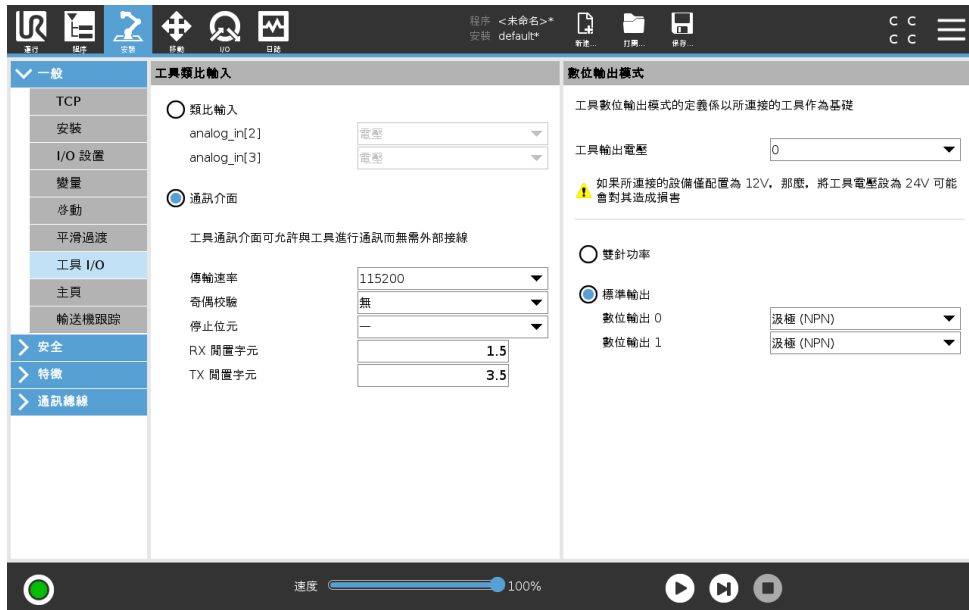 程序 <未命名>*
安裝 default*
C C
C C
運行
程序
安裝
移動
I/O
日誌
新建...
打開...
保存...
一般
TCP
安裝
I/O 設置
變量
啓動
平滑過渡
工具 I/O
主頁
輸送機跟踪
安全
特徵
通訊總線
工具類比輸入
類比輸入
analog_in[2] 電壓
analog_in[3] 電壓
通訊介面
工具通訊介面可允許與工具進行通訊而無需外部接線
傳輸速率 115200
奇偶校驗 無
停止位元 一
RX 閒置字元 1.5
TX 閒置字元 3.5
數位輸出模式
工具數位輸出模式的定義係以所連接的工具作為基礎
工具輸出電壓 0
如果所連接的設備僅配置為 12V，那麼，將工具電壓設為 24V 可能
會對其造成損害
雙針功率
標準輸出
數位輸出 0 汲極 (NPN)
數位輸出 1 汲極 (NPN)
速度 100%